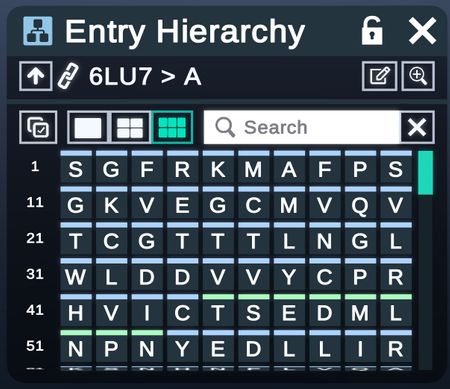 Entry Hierarchy
6LU7 > A
Search
1 S G F R K M A F P S
11 G K V E G C M V Q V
21 T C G T T T L N G L
31 W L D D V V Y C P R
41 H V I C T S E D M L
51 N P N Y E D L L I R